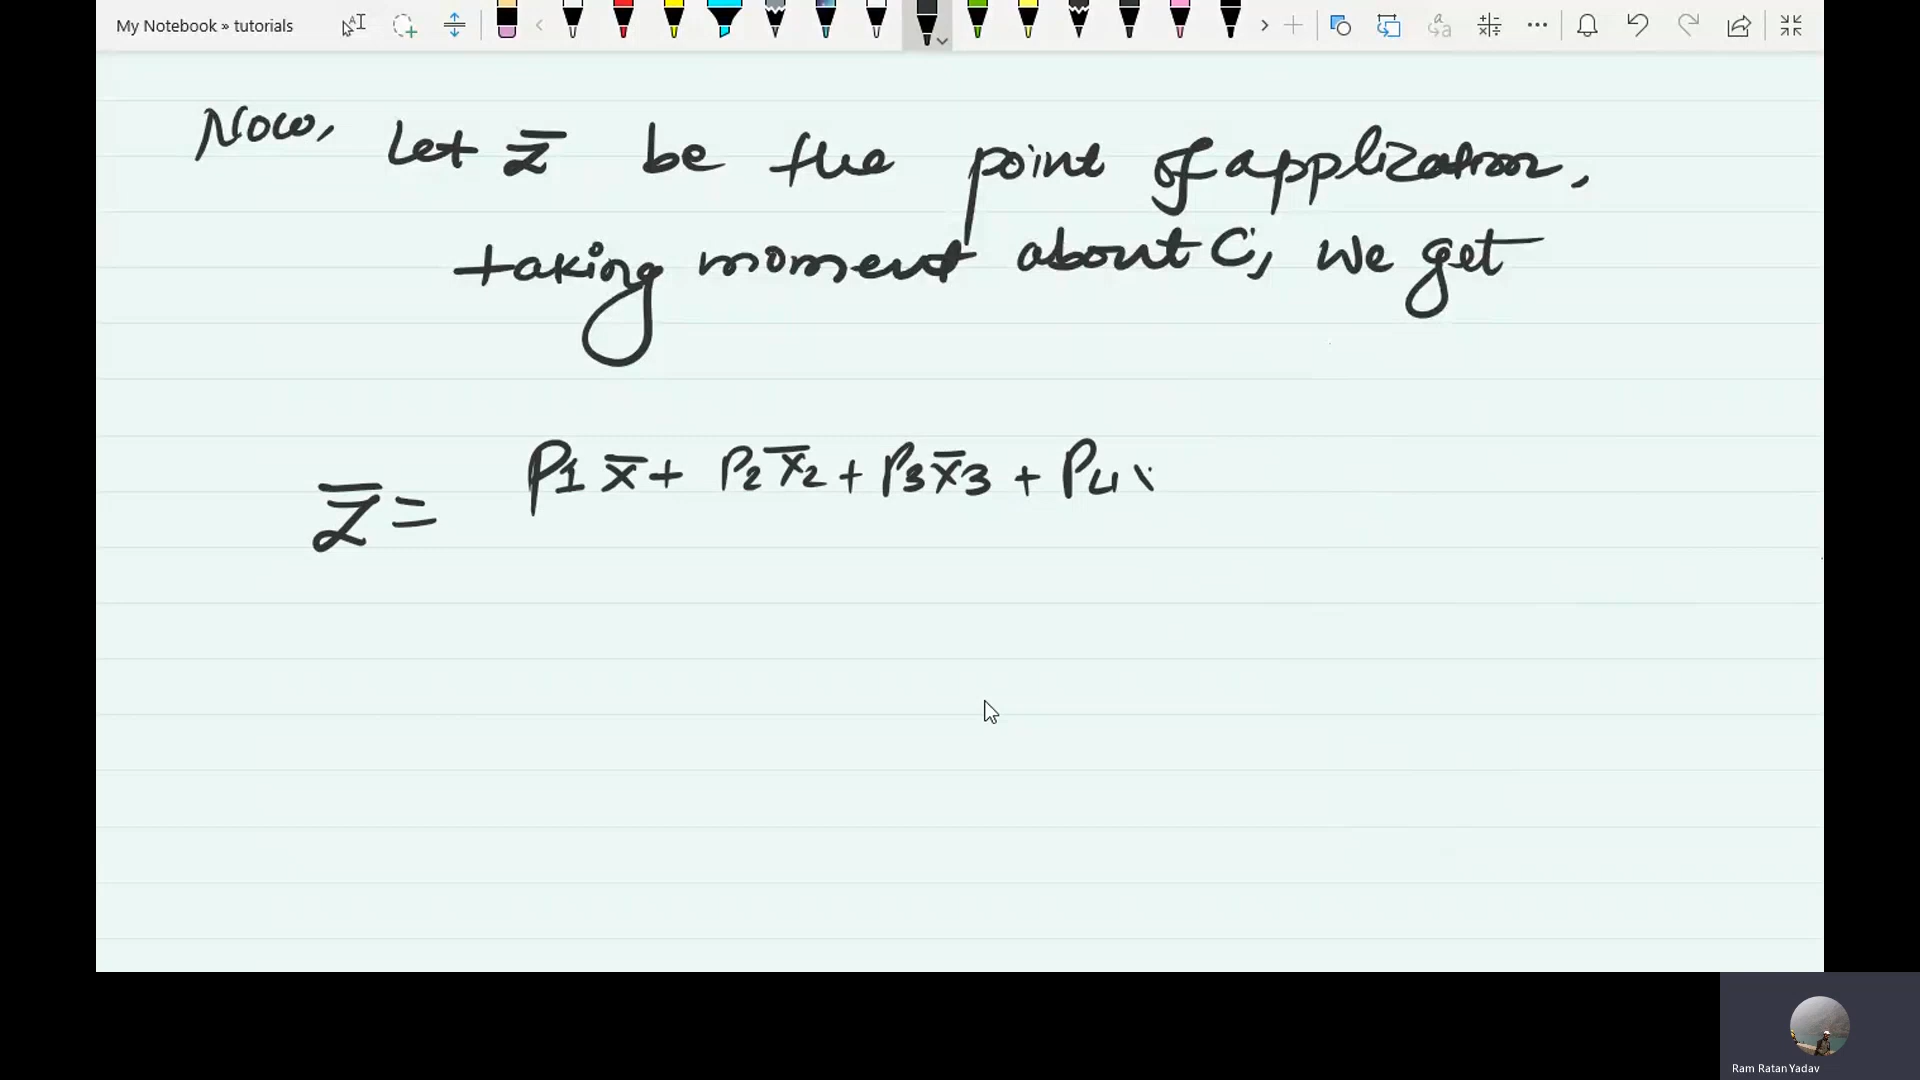 My Notebook » tutorials
Now, Let z̅ be the point of application,
taking moment about C, we get
z̅ = P1 x̅ + P2 x̅2 + P3 x̅3 + P4
Ram Ratan Yadav